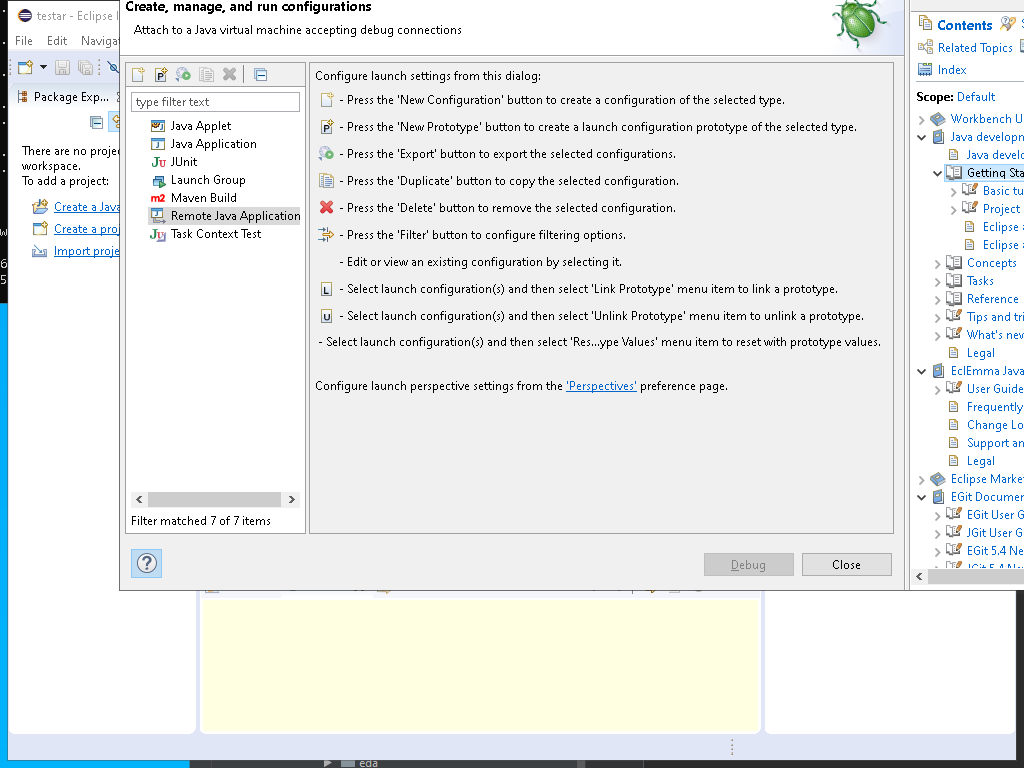 testar - Eclipse
File Edit
Package Exp...
There are no
workspace.
To add a project:
Create a Java
Create a
Import
Create, manage, and run configurations
Attach to a Java virtual machine accepting debug connections
type filter text
Java Applet
Java Application
JUnit
Launch Group
Maven Build
Remote Java Application
Task Context Test
Filter matched 7 of 7 items
Configure launch settings from this dialog:
- Press the 'New Configuration' button to create a configuration of the selected type.
- Press the 'New Prototype' button to create a launch configuration prototype of the selected type.
- Press the 'Export' button to export the selected configurations.
- Press the 'Duplicate' button to copy the selected configuration.
- Press the 'Delete' button to remove the selected configuration.
- Press the 'Filter' button to configure filtering options.
- Edit or view an existing configuration by selecting it.
- Select launch configuration(s) and then select 'Link Prototype' menu item to link a prototype.
- Select launch configuration(s) and then select 'Unlink Prototype' menu item to unlink a prototype.
- Select launch configuration(s) and then select 'Res...ype Values' menu item to reset with prototype values.
Configure launch perspective settings from the 'Perspectives' preference page.
Debug
Close
Contents
Related Topics
Index
Scope: Default
Workbench U
Java developm
Java develo
Getting Sta
Basic tu
Project
Eclipse
Eclipse
Concepts
Tasks
Reference
Tips and tri
What's new
Legal
EclEmma Java
User Guide
Frequently
Change Lo
Support an
Legal
Eclipse Marke
EGit Documen
EGit User G
JGit User G
EGit 5.4 Ne
JGit 5.4 Ne
eda